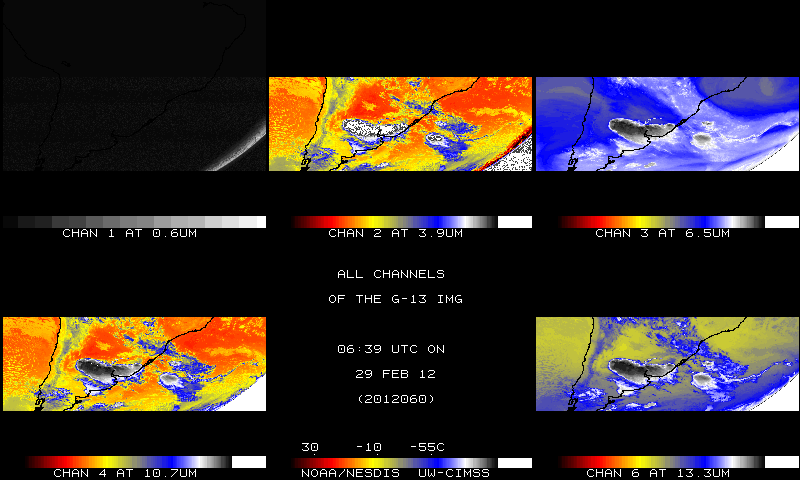 CHAN 1 AT 0.6UM
CHAN 2 AT 3.9UM
CHAN 3 AT 6.5UM
ALL CHANNELS
OF THE G-13 IMG
06:39 UTC ON
29 FEB 12
(2012060)
30 -10 -55C
CHAN 4 AT 10.7UM
NOAA/NESDIS UW-CIMSS
CHAN 6 AT 13.3UM